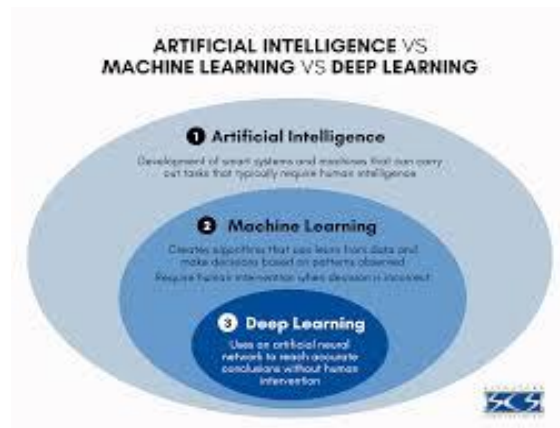 ARTIFICIAL INTELLIGENCE VS
MACHINE LEARNING VS DEEP LEARNING
1 Artificial Intelligence
Development of smart systems and machines that can carry
out tasks that typically require human intelligence
2 Machine Learning
Creates algorithms that can learn from data and
make decisions based on patterns observed
Require human intervention when decision is incorrect
3 Deep Learning
Uses an artificial neural
network to reach accurate
conclusions without human
intervention
SCS